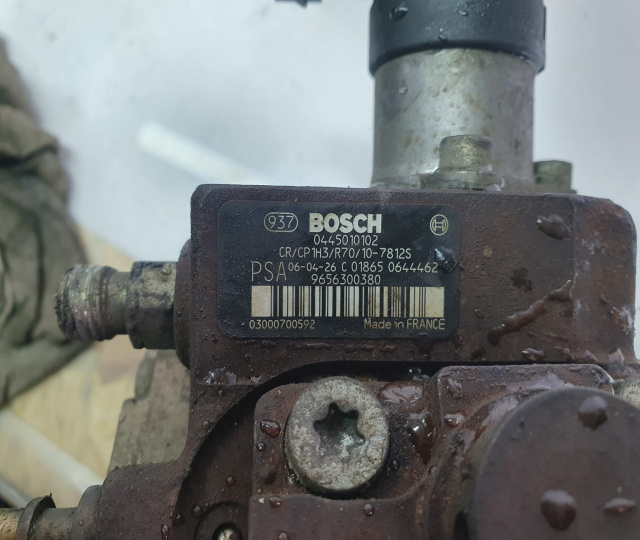 937 BOSCH
0445010102
CR/CP1H3/R70/10-7812S
PSA 06-04-26 C 01865 0644462
9656300380
03000700592 Made in FRANCE